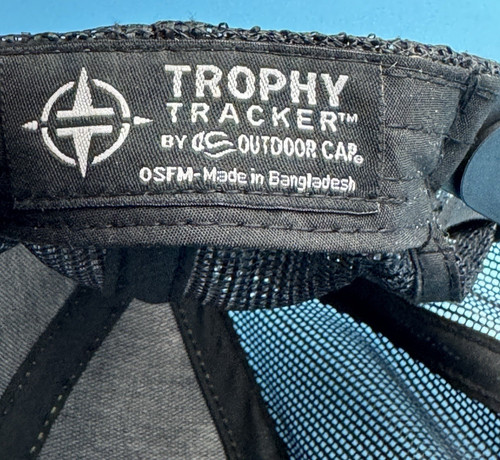 TROPHY
TRACKER™
BY OUTDOOR CAP®
OSFM-Made in Bangladesh